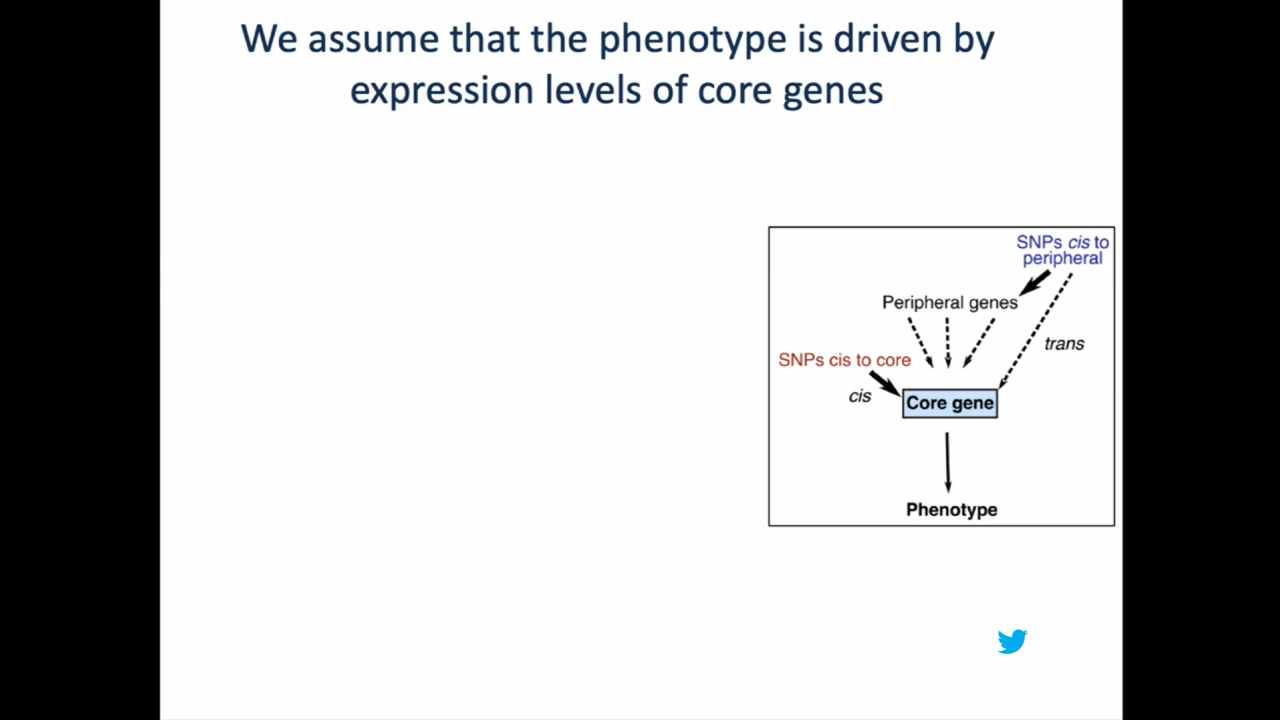 We assume that the phenotype is driven by
expression levels of core genes
SNPs cis to
peripheral
Peripheral genes
trans
SNPs cis to core
cis
Core gene
Phenotype